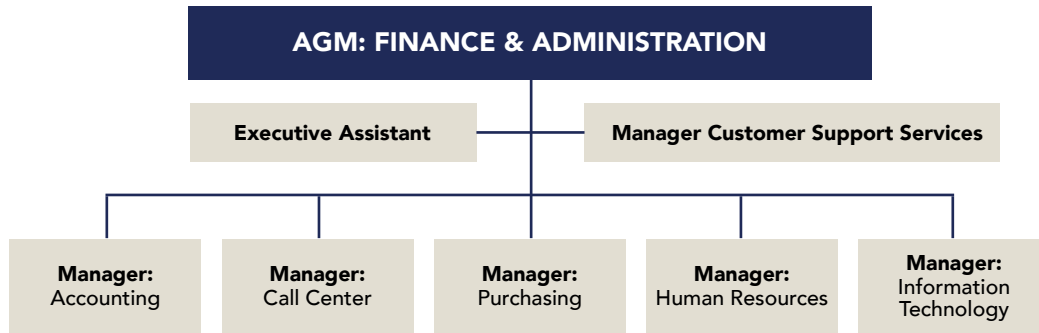 AGM: FINANCE & ADMINISTRATION
Executive Assistant
Manager Customer Support Services
Manager:
Accounting
Manager:
Call Center
Manager:
Purchasing
Manager:
Human Resources
Manager:
Information
Technology